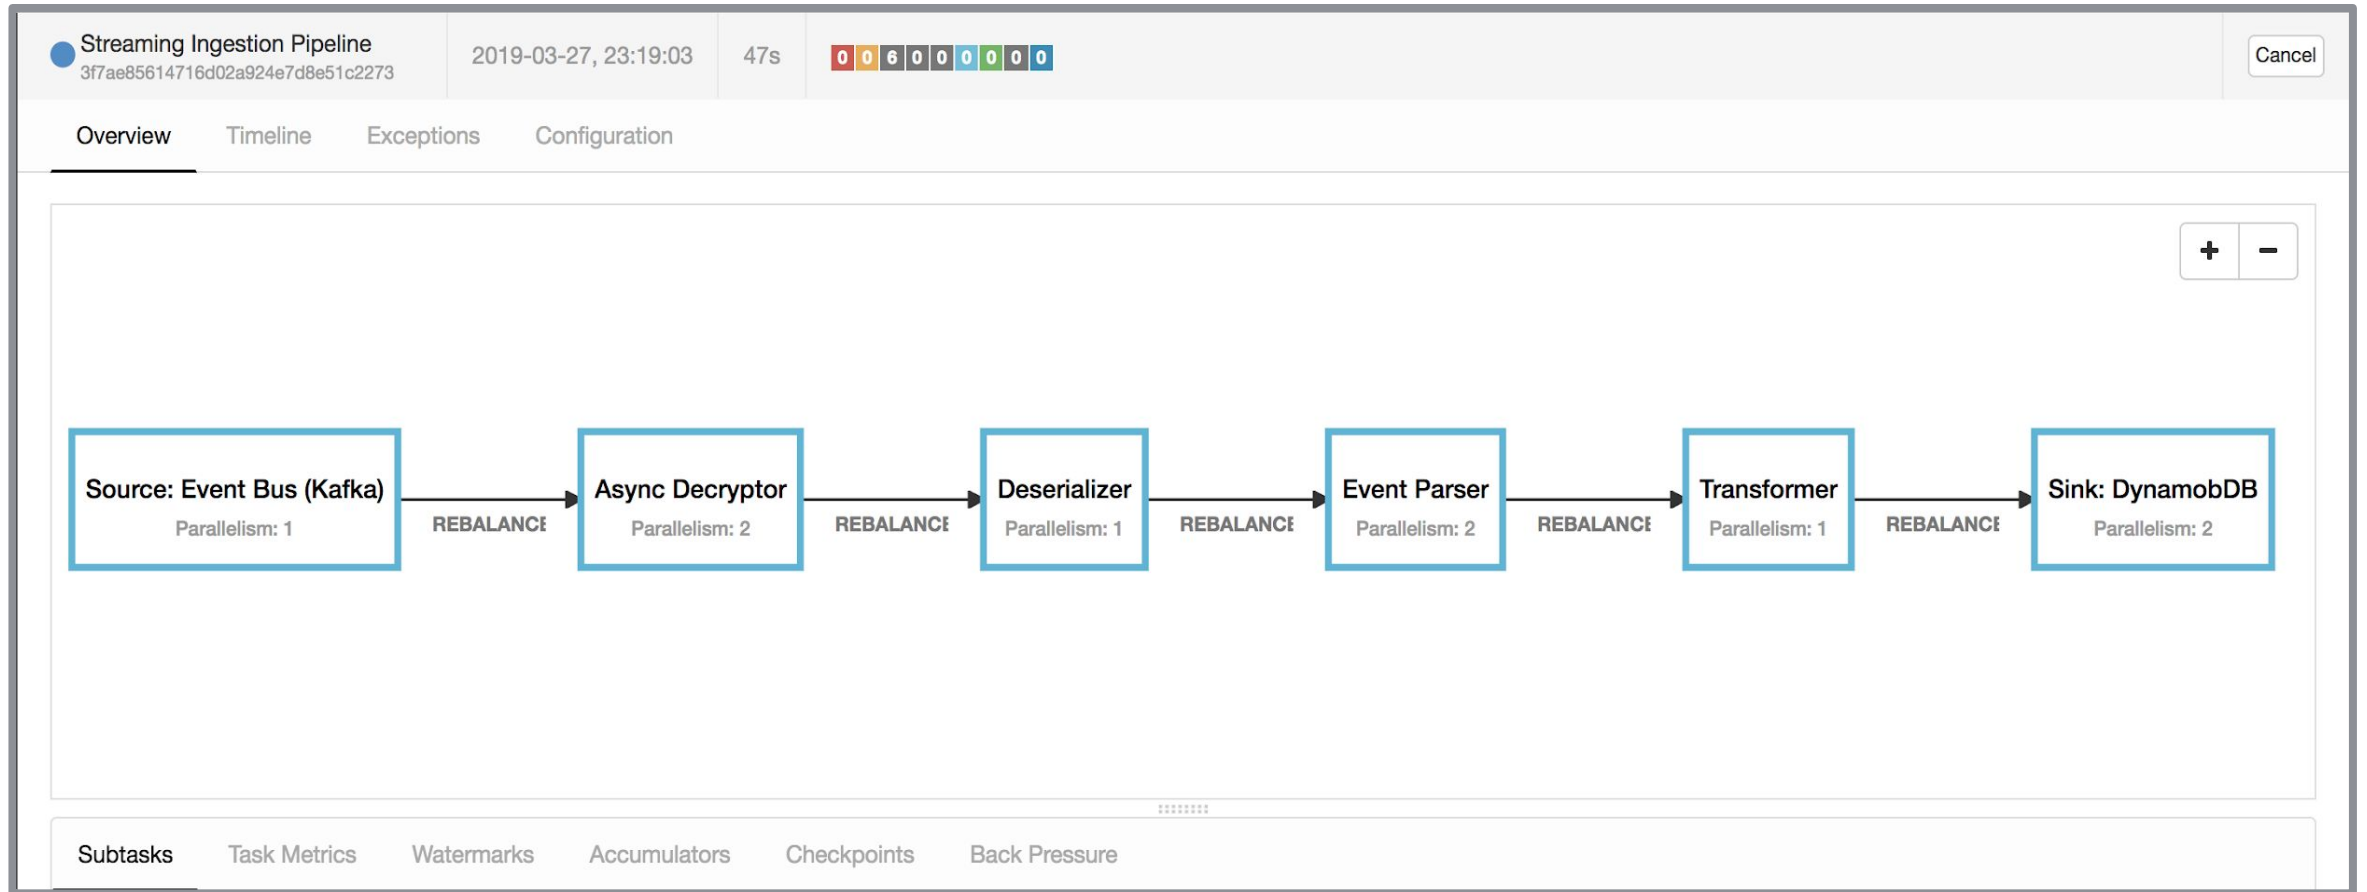 Streaming Ingestion Pipeline
3f7ae85614716d02a924e7d8e51c2273
2019-03-27, 23:19:03
47s
0 0 6 0 0 0 0 0 0
Cancel
Overview Timeline Exceptions Configuration
+ −
Source: Event Bus (Kafka)
Parallelism: 1
REBALANCE
Async Decryptor
Parallelism: 2
REBALANCE
Deserializer
Parallelism: 1
REBALANCE
Event Parser
Parallelism: 2
REBALANCE
Transformer
Parallelism: 1
REBALANCE
Sink: DynamobDB
Parallelism: 2
Subtasks Task Metrics Watermarks Accumulators Checkpoints Back Pressure